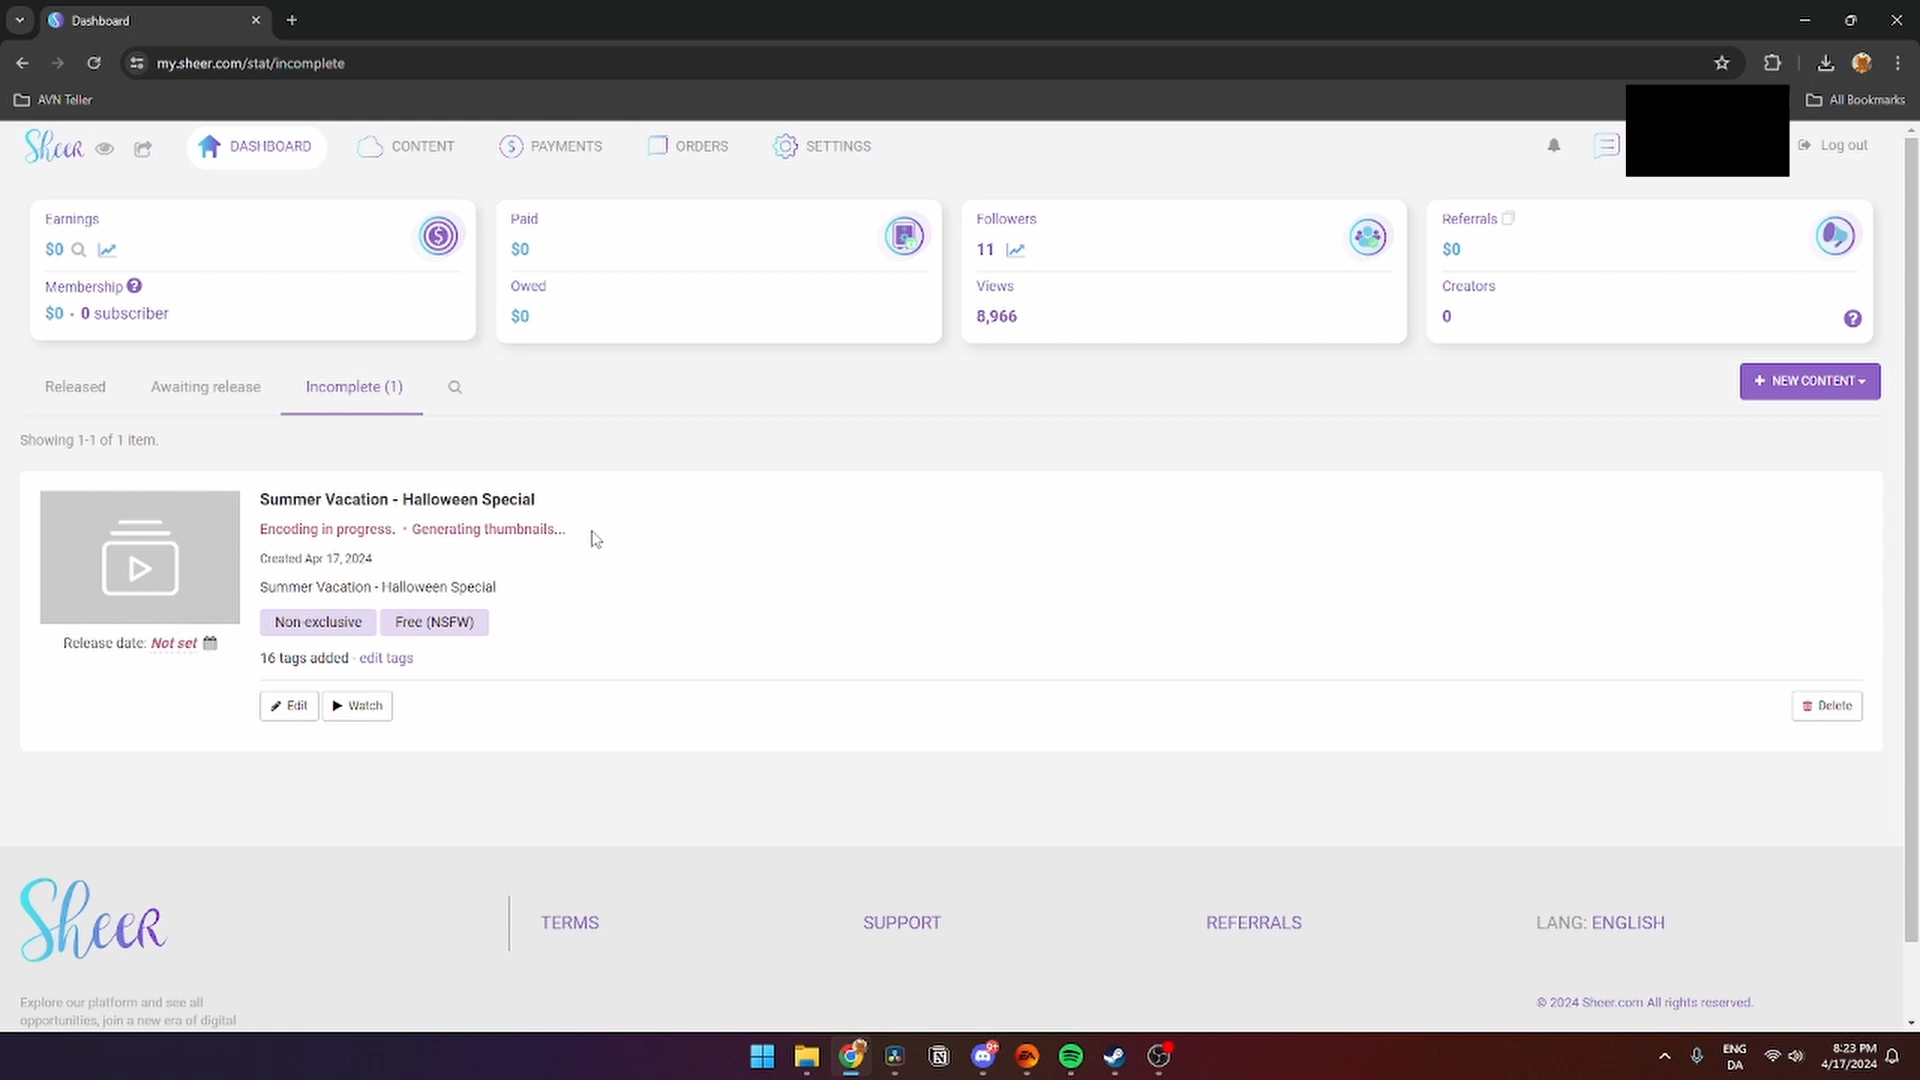 Dashboard
my.sheer.com/stat/incomplete
AVN Teller
All Bookmarks
Sheer
DASHBOARD
CONTENT
PAYMENTS
ORDERS
SETTINGS
Log out
Earnings
$0
Membership ?
$0 • 0 subscriber
Paid
$0
Owed
$0
Followers
11
Views
8,966
Referrals
$0
Creators
0
?
Released
Awaiting release
Incomplete (1)
+ NEW CONTENT
Showing 1-1 of 1 item.
Summer Vacation - Halloween Special
Encoding in progress. • Generating thumbnails...
Created Apr 17, 2024
Summer Vacation - Halloween Special
Non-exclusive
Free (NSFW)
Release date: Not set
16 tags added · edit tags
Edit
Watch
Delete
Sheer
TERMS
SUPPORT
REFERRALS
LANG: ENGLISH
Explore our platform and see all
opportunities, join a new era of digital
© 2024 Sheer.com All rights reserved.
9+
EA
ENG
DA
8:23 PM
4/17/2024